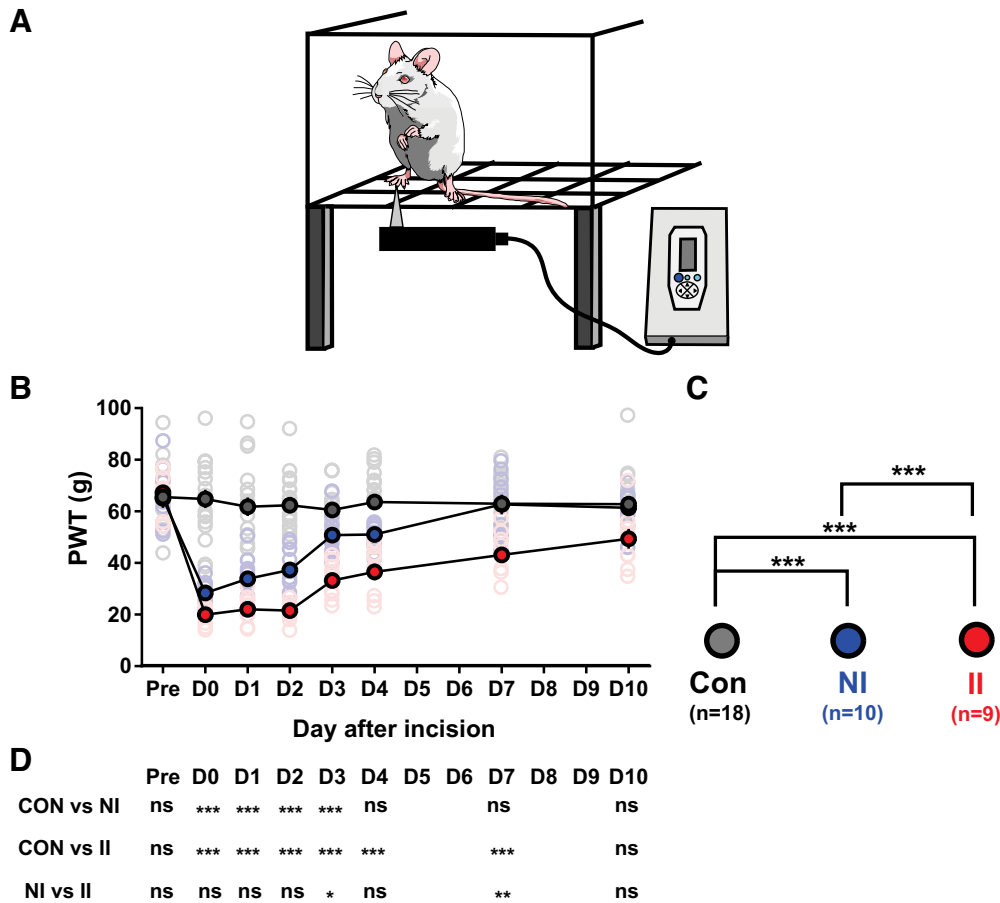 A
B
C
100
80
60
40
20
0
PWT (g)
Pre D0 D1 D2 D3 D4 D5 D6 D7 D8 D9 D10
Day after incision
***
***
***
Con NI II
(n=18) (n=10) (n=9)
D
Pre D0 D1 D2 D3 D4 D5 D6 D7 D8 D9 D10
CON vs NI ns *** *** *** *** ns ns ns
CON vs II ns *** *** *** *** *** *** ns
NI vs II ns ns ns ns * ns ** ns